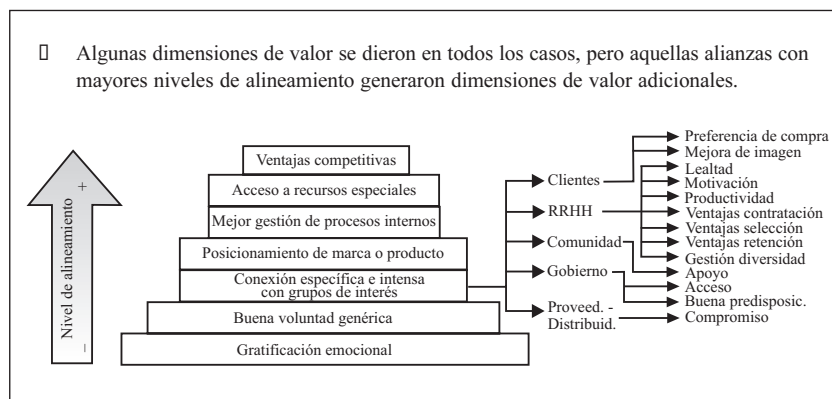 ▯ Algunas dimensiones de valor se dieron en todos los casos, pero aquellas alianzas con
mayores niveles de alineamiento generaron dimensiones de valor adicionales.
Nivel de alineamiento
+
–
Ventajas competitivas
Acceso a recursos especiales
Mejor gestión de procesos internos
Posicionamiento de marca o producto
Conexión específica e intensa
con grupos de interés
Buena voluntad genérica
Gratificación emocional
Clientes
RRHH
Comunidad
Gobierno
Proveed. -
Distribuid.
Preferencia de compra
Mejora de imagen
Lealtad
Motivación
Productividad
Ventajas contratación
Ventajas selección
Ventajas retención
Gestión diversidad
Apoyo
Acceso
Buena predisposic.
Compromiso